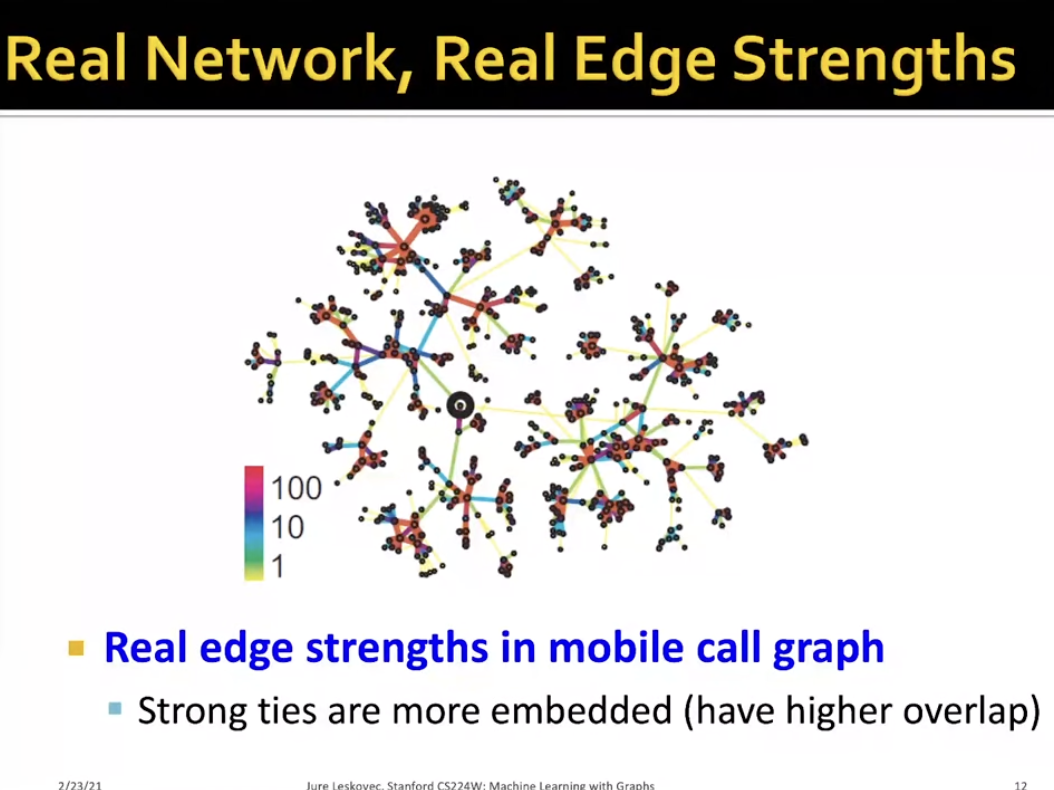 Real Network, Real Edge Strengths
100
10
1
Real edge strengths in mobile call graph
Strong ties are more embedded (have higher overlap)
2/23/21
Jure Leskovec, Stanford CS224W: Machine Learning with Graphs
12